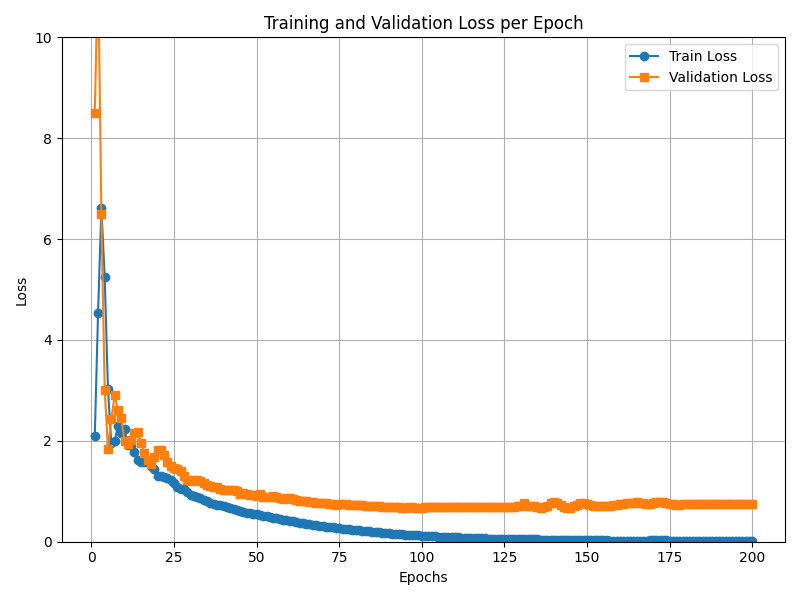 Training and Validation Loss per Epoch
Train Loss
Validation Loss
Loss
10
8
6
4
2
0
0 25 50 75 100 125 150 175 200
Epochs